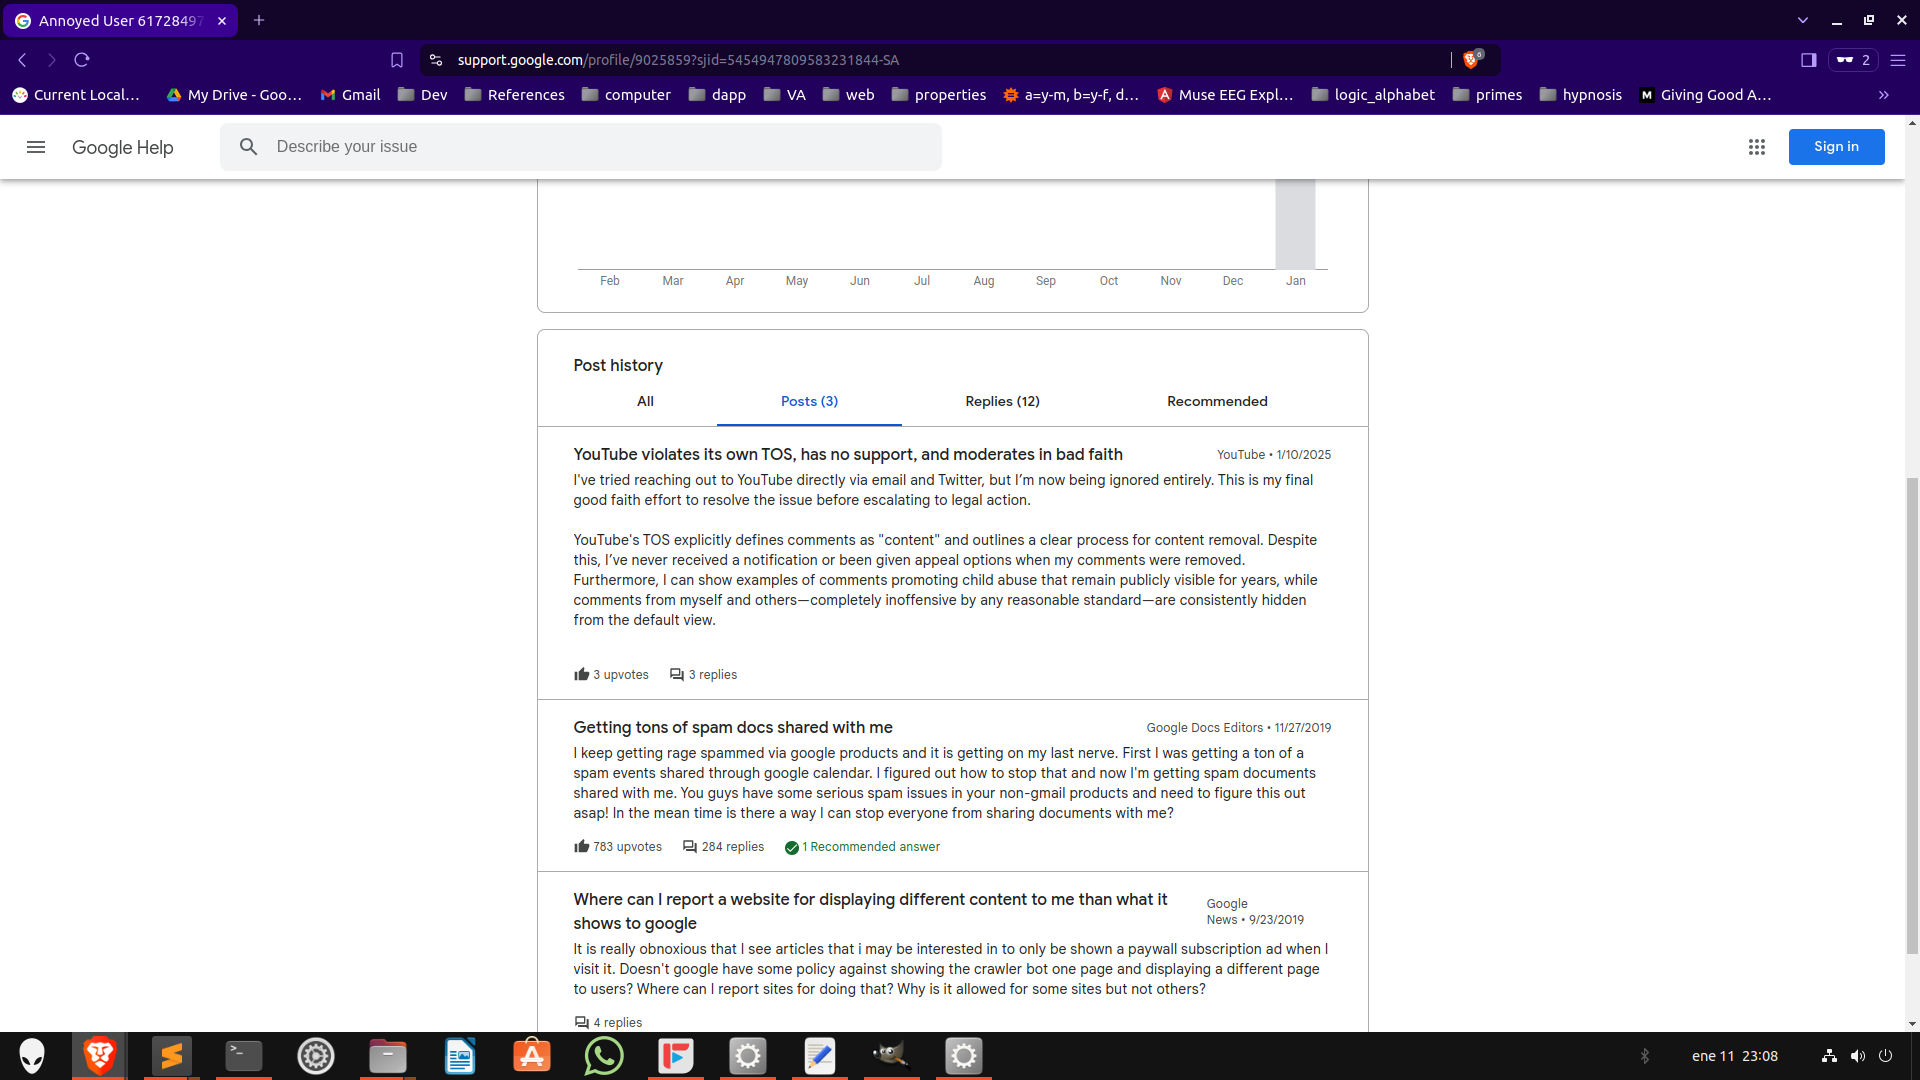 Annoyed User 61728497
support.google.com/profile/9025859?sjid=5454947809583231844-SA
0
2
Current Local...
My Drive - Goo...
Gmail
Dev
References
computer
dapp
VA
web
properties
a=y-m, b=y-f, d...
Muse EEG Expl...
logic_alphabet
primes
hypnosis
M
Giving Good A...
Google Help
Describe your issue
Sign in
Feb Mar Apr May Jun Jul Aug Sep Oct Nov Dec Jan
Post history
All
Posts (3)
Replies (12)
Recommended
YouTube violates its own TOS, has no support, and moderates in bad faith
YouTube • 1/10/2025
I've tried reaching out to YouTube directly via email and Twitter, but I’m now being ignored entirely. This is my final
good faith effort to resolve the issue before escalating to legal action.
YouTube's TOS explicitly defines comments as "content" and outlines a clear process for content removal. Despite
this, I’ve never received a notification or been given appeal options when my comments were removed.
Furthermore, I can show examples of comments promoting child abuse that remain publicly visible for years, while
comments from myself and others—completely inoffensive by any reasonable standard—are consistently hidden
from the default view.
3 upvotes
3 replies
Getting tons of spam docs shared with me
Google Docs Editors • 11/27/2019
I keep getting rage spammed via google products and it is getting on my last nerve. First I was getting a ton of a
spam events shared through google calendar. I figured out how to stop that and now I'm getting spam documents
shared with me. You guys have some serious spam issues in your non-gmail products and need to figure this out
asap! In the mean time is there a way I can stop everyone from sharing documents with me?
783 upvotes
284 replies
1 Recommended answer
Where can I report a website for displaying different content to me than what it
shows to google
Google
News • 9/23/2019
It is really obnoxious that I see articles that i may be interested in to only be shown a paywall subscription ad when I
visit it. Doesn't google have some policy against showing the crawler bot one page and displaying a different page
to users? Where can I report sites for doing that? Why is it allowed for some sites but not others?
4 replies
ene 11 23:08